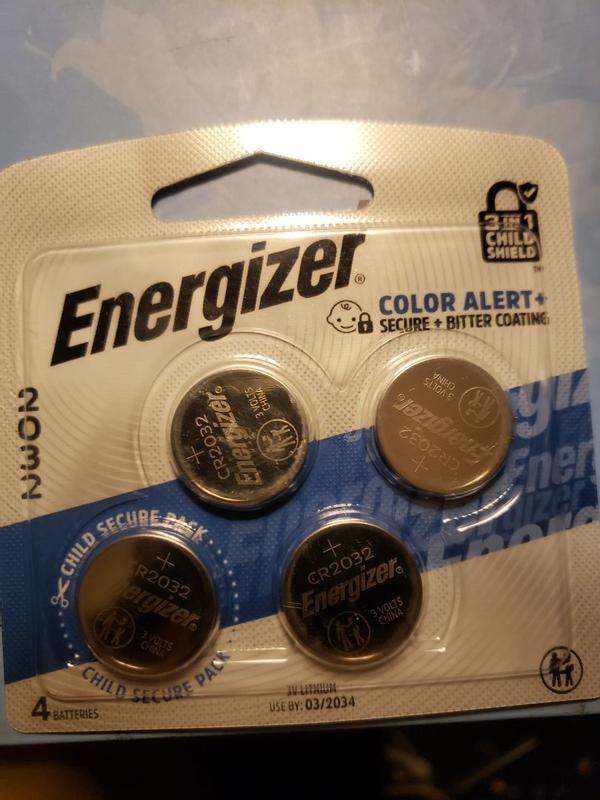 3 IN 1
CHILD
SHIELD
TM
Energizer®
COLOR ALERT+
SECURE + BITTER COATING
2032
CR2032
Energizer®
3 VOLTS
CHINA
CR2032
Energizer
3 VOLTS
CHINA
CHILD SECURE PACK
CR2032
Energizer
3 VOLTS
CHINA
CR2032
Energizer®
3 VOLTS
CHINA
CHILD SECURE PACK
4 BATTERIES
3V LITHIUM
USE BY: 03/2034